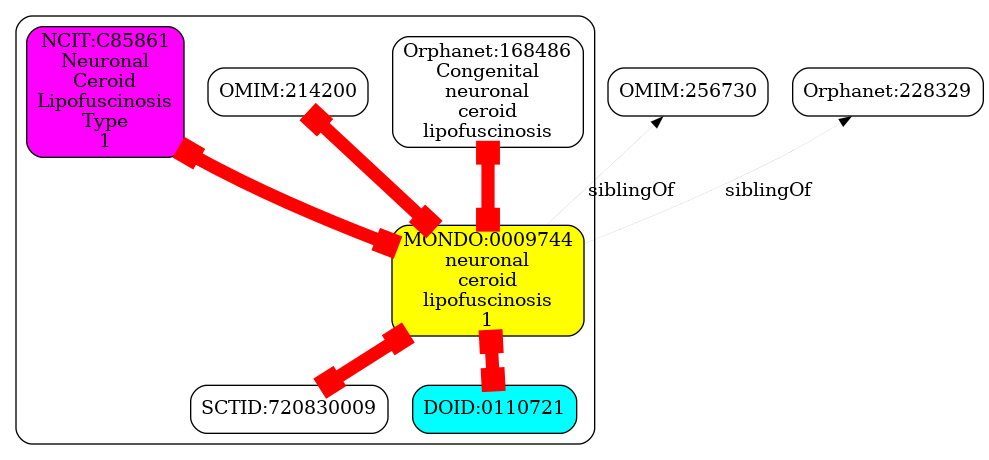 NCIT:C85861
Neuronal
Ceroid
Lipofuscinosis
Type
1
OMIM:214200
Orphanet:168486
Congenital
neuronal
ceroid
lipofuscinosis
OMIM:256730
Orphanet:228329
siblingOf
siblingOf
MONDO:0009744
neuronal
ceroid
lipofuscinosis
1
SCTID:720830009
DOID:0110721